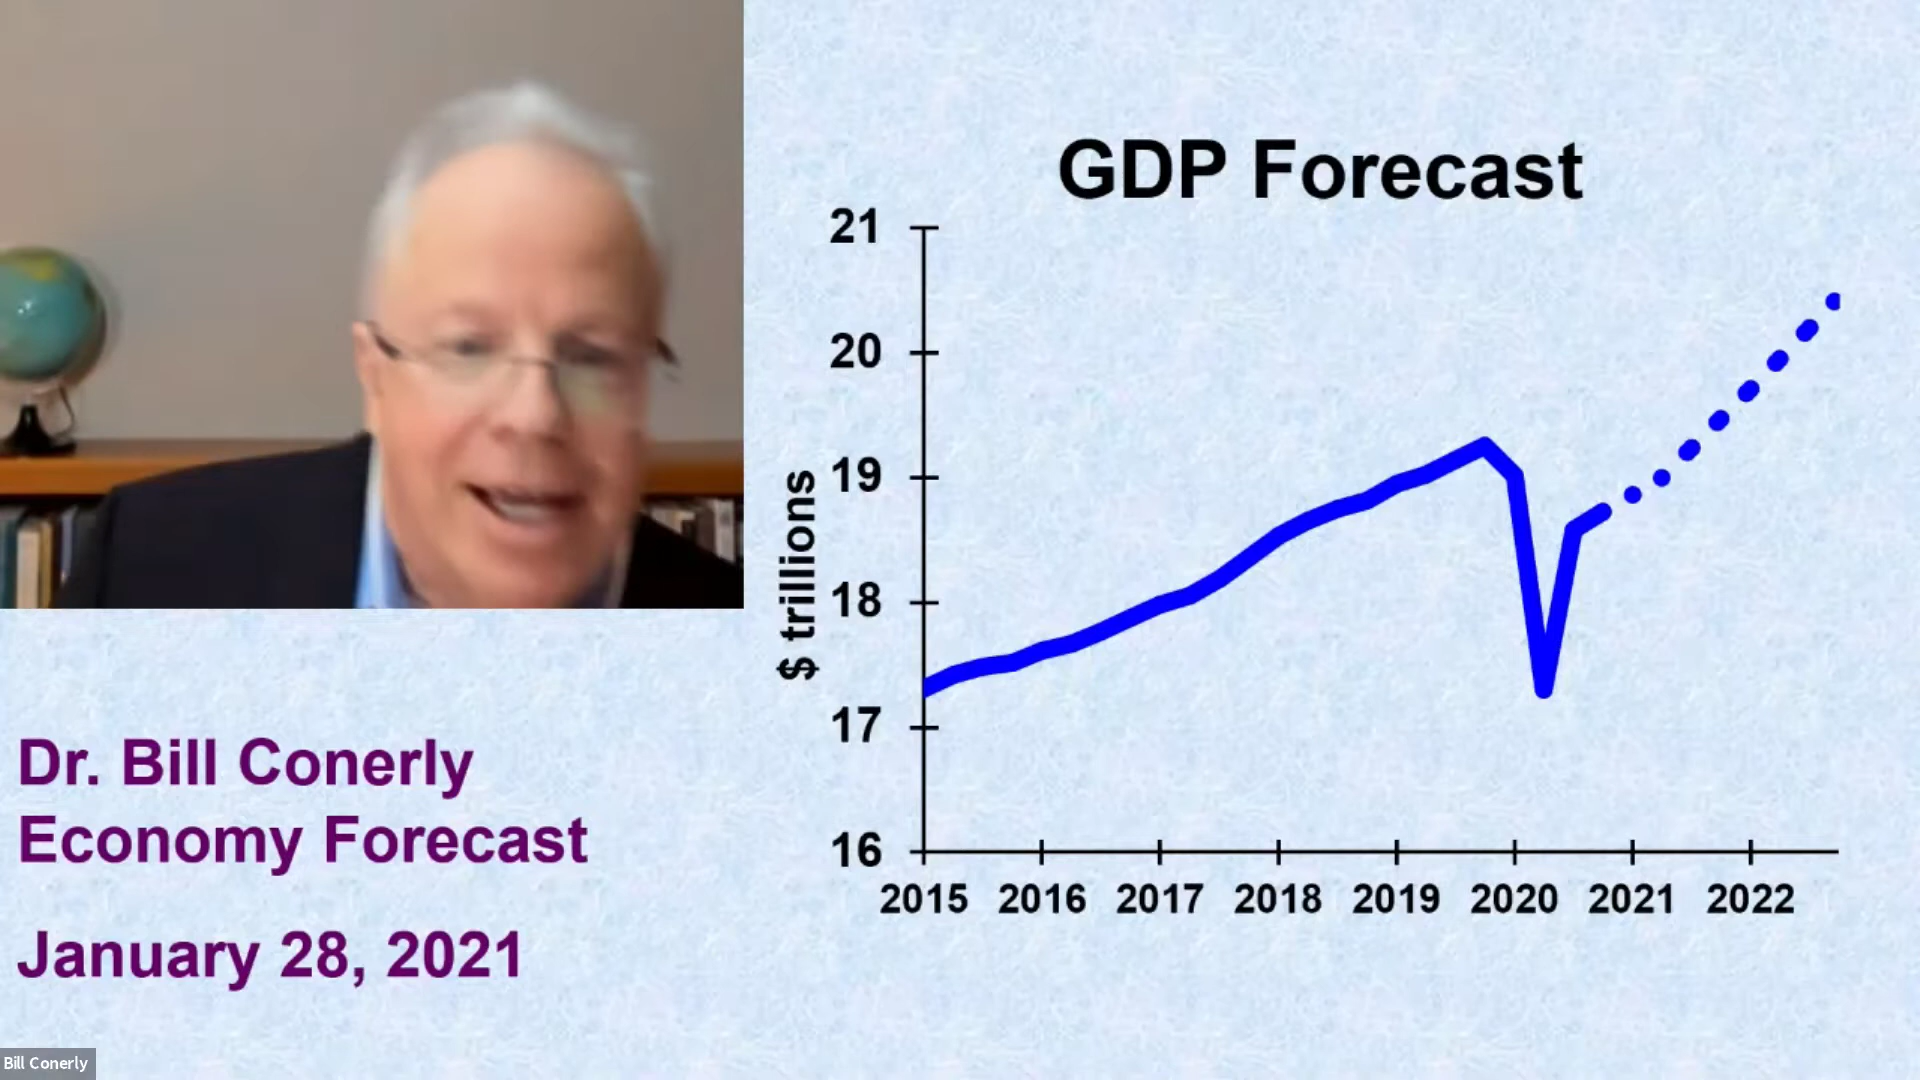 GDP Forecast
21
20
19
18
17
16
$ trillions
2015 2016 2017 2018 2019 2020 2021 2022
Dr. Bill Conerly
Economy Forecast
January 28, 2021
Bill Conerly